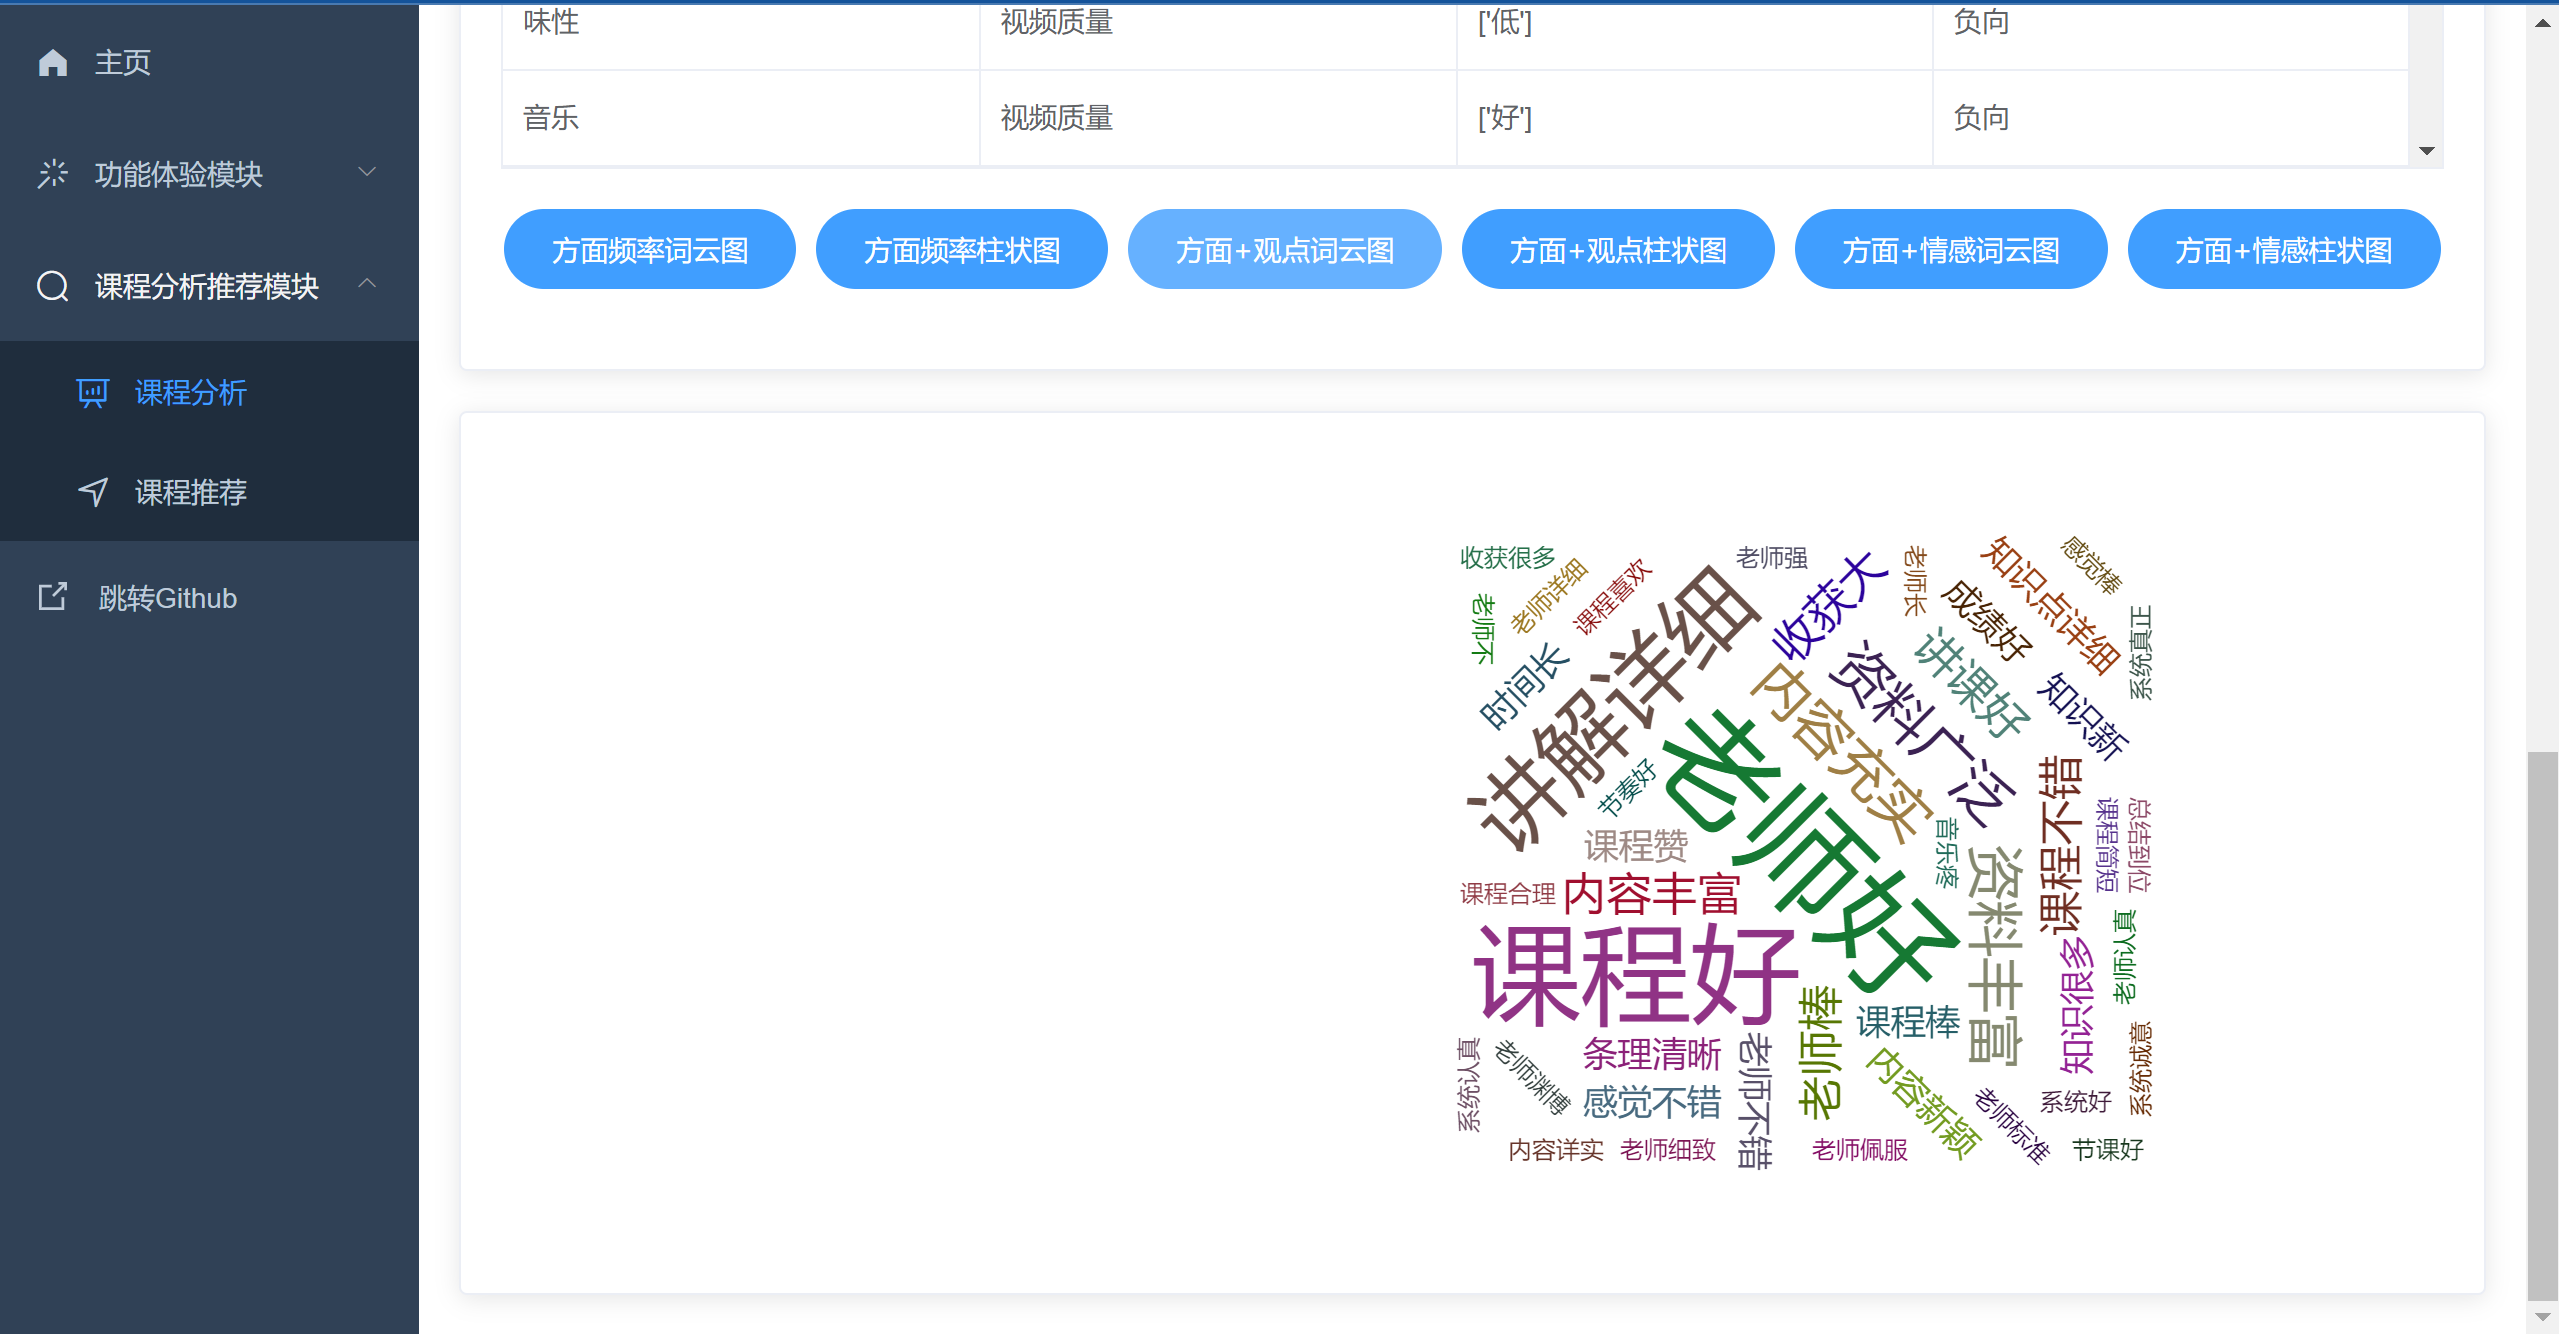 主页
功能体验模块
课程分析推荐模块
课程分析
课程推荐
跳转Github
味性 视频质量 ['低'] 负向
音乐 视频质量 ['好'] 负向
方面频率词云图 方面频率柱状图 方面+观点词云图 方面+观点柱状图 方面+情感词云图 方面+情感柱状图
收获很多
老师详细
课程喜欢
老师强
收获大
老师长
知识点详细
感觉棒
老师不
时间长
讲解详细
成绩好
讲课好
系统真正
资料广泛
内容充实
知识新
节奏好
老师好
课程不错
课程简短
总结到位
音乐疼
课程赞
资料丰富
课程合理
内容丰富
课程好
老师认真
知识很多
老师棒
课程棒
系统认真
老师渊博
条理清晰
感觉不错
老师不错
内容新颖
老师标准
系统好
系统诚意
内容详实
老师细致
老师佩服
节课好